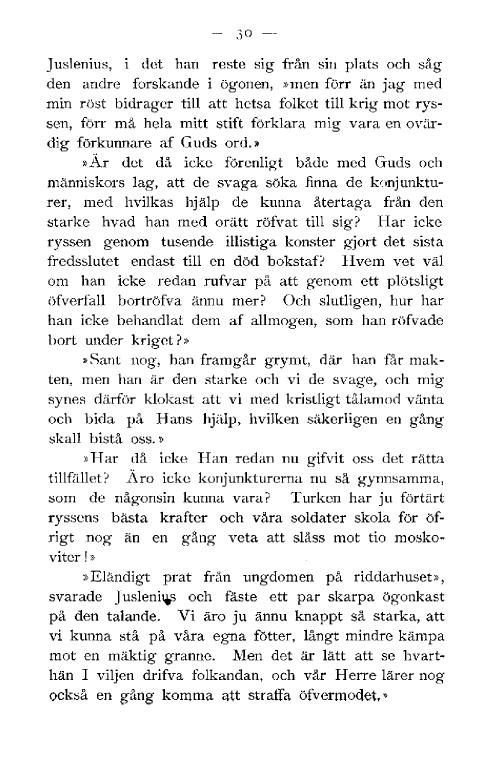 — 30 —
Juslenius, i det han reste sig från sin plats och såg
den andre forskande i ögonen, »men förr än jag med
min röst bidrager till att hetsa folket till krig mot rys-
sen, förr må hela mitt stift förklara mig vara en ovär-
dig förkunnare af Guds ord.»
»Är det då icke förenligt både med Guds och
människors lag, att de svaga söka finna de konjunktu-
rer, med hvilkas hjälp de kunna återtaga från den
starke hvad han med orätt röfvat till sig? Har icke
ryssen genom tusende illistiga konster gjort det sista
fredsslutet endast till en död bokstaf? Hvem vet väl
om han icke redan rufvar på att genom ett plötsligt
öfverfall bortröfva ännu mer? Och slutligen, hur har
han icke behandlat dem af allmogen, som han röfvade
bort under kriget?»
»Sant nog, han framgår grymt, där han får mak-
ten, men han är den starke och vi de svage, och mig
synes därför klokast att vi med kristligt tålamod vänta
och bida på Hans hjälp, hvilken säkerligen en gång
skall bistå oss.»
»Har då icke Han redan nu gifvit oss det rätta
tillfället? Äro icke konjunkturerna nu så gynnsamma,
som de någonsin kunna vara? Turken har ju förtärt
ryssens bästa krafter och våra soldater skola för öf-
rigt nog än en gång veta att slåss mot tio mosko-
viter!»
»Eländigt prat från ungdomen på riddarhuset»,
svarade Juslenius och fäste ett par skarpa ögonkast
på den talande. Vi äro ju ännu knappt så starka, att
vi kunna stå på våra egna fötter, långt mindre kämpa
mot en mäktig granne. Men det är lätt att se hvart-
hän I viljen drifva folkandan, och vår Herre lärer nog
också en gång komma att straffa öfvermodet.»